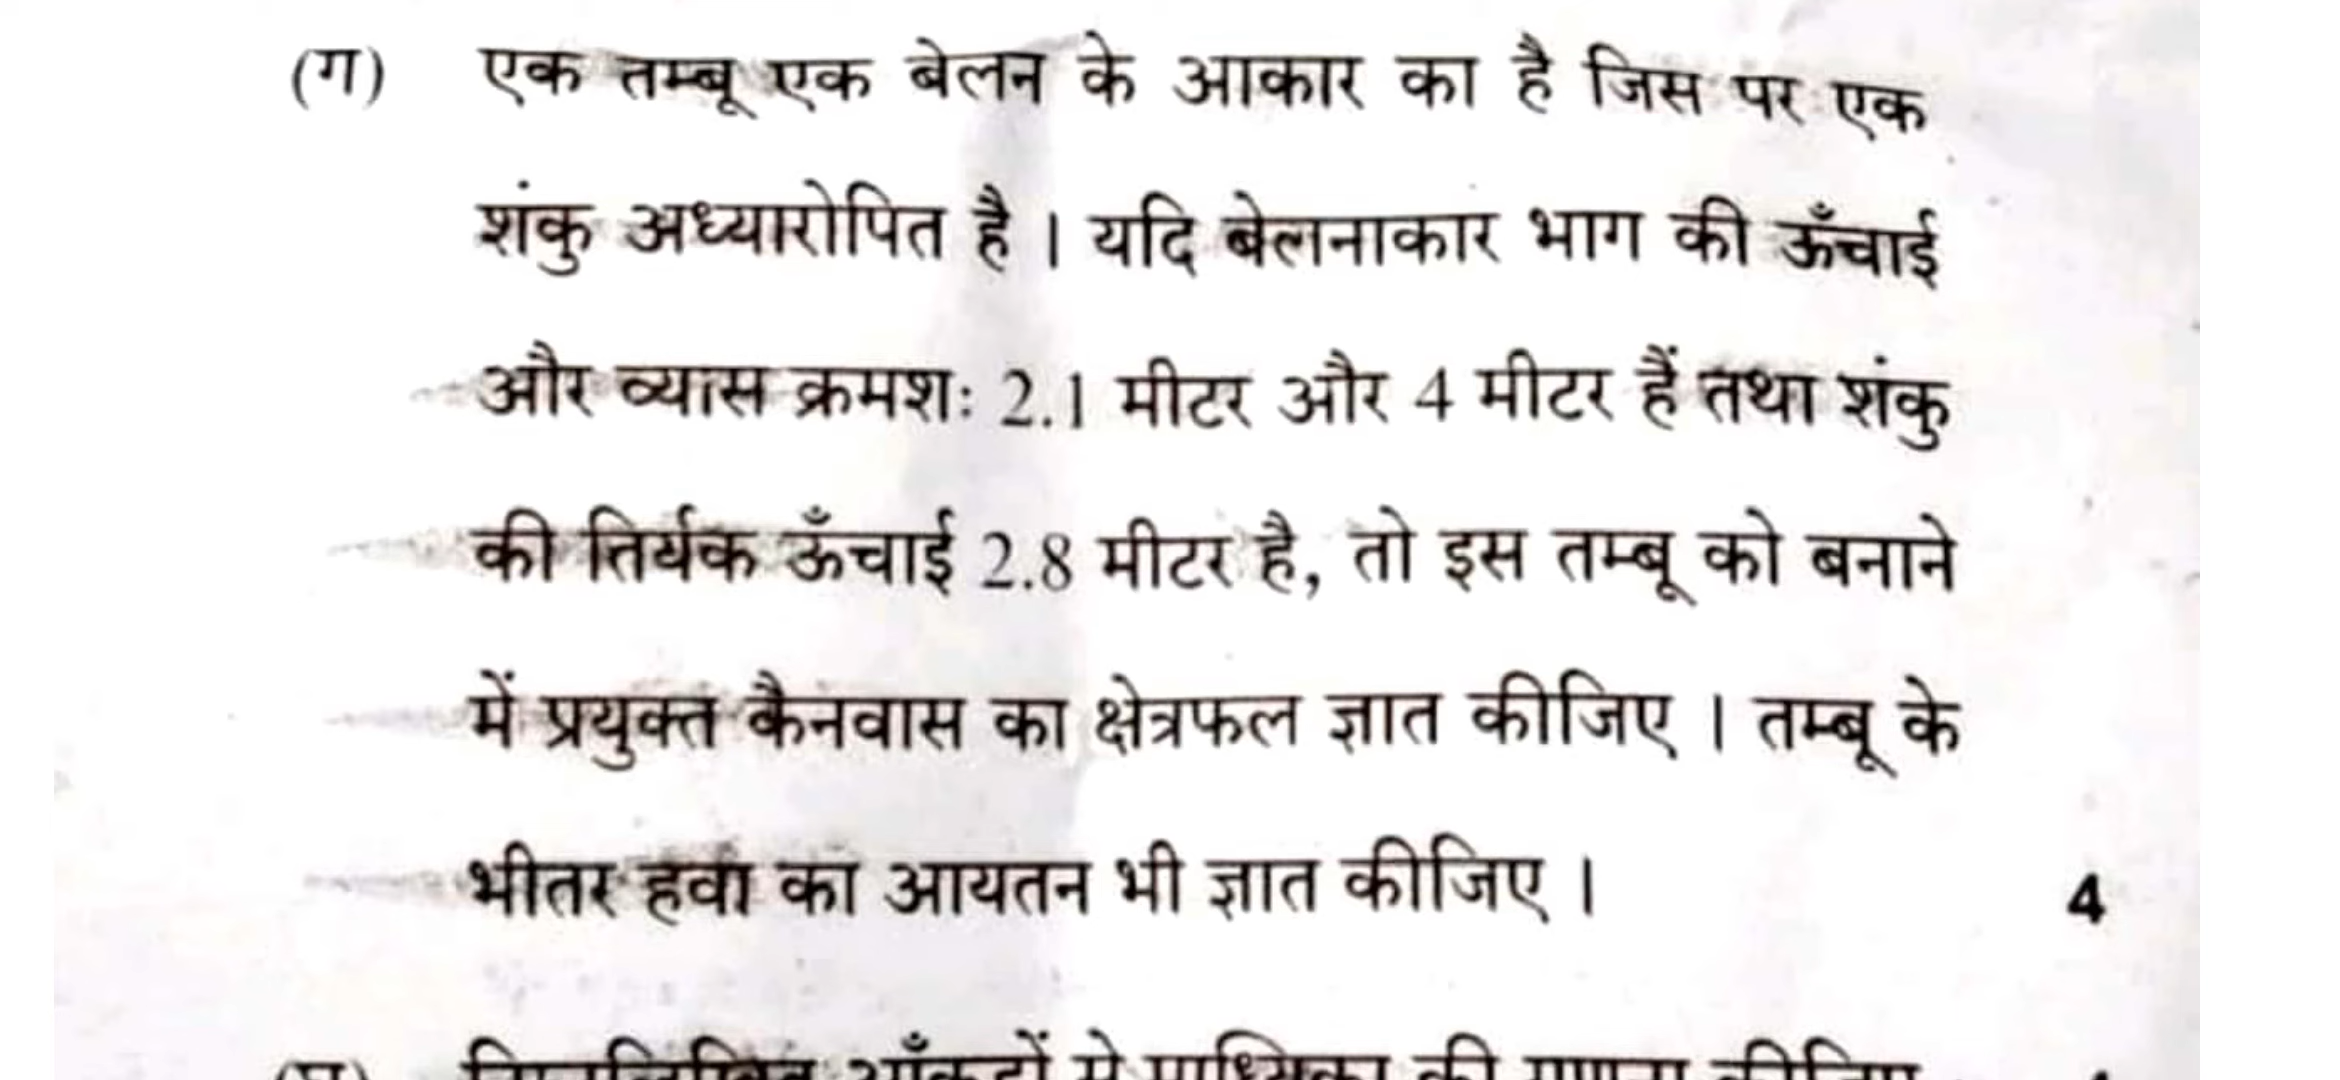 (ग) एक तम्बू एक बेलन के आकार का है जिस पर एक
शंकु अध्यारोपित है । यदि बेलनाकार भाग की ऊँचाई
और व्यास क्रमशः 2.1 मीटर और 4 मीटर हैं तथा शंकु
की तिर्यक ऊँचाई 2.8 मीटर है, तो इस तम्बू को बनाने
में प्रयुक्त कैनवास का क्षेत्रफल ज्ञात कीजिए । तम्बू के
भीतर हवा का आयतन भी ज्ञात कीजिए । 4